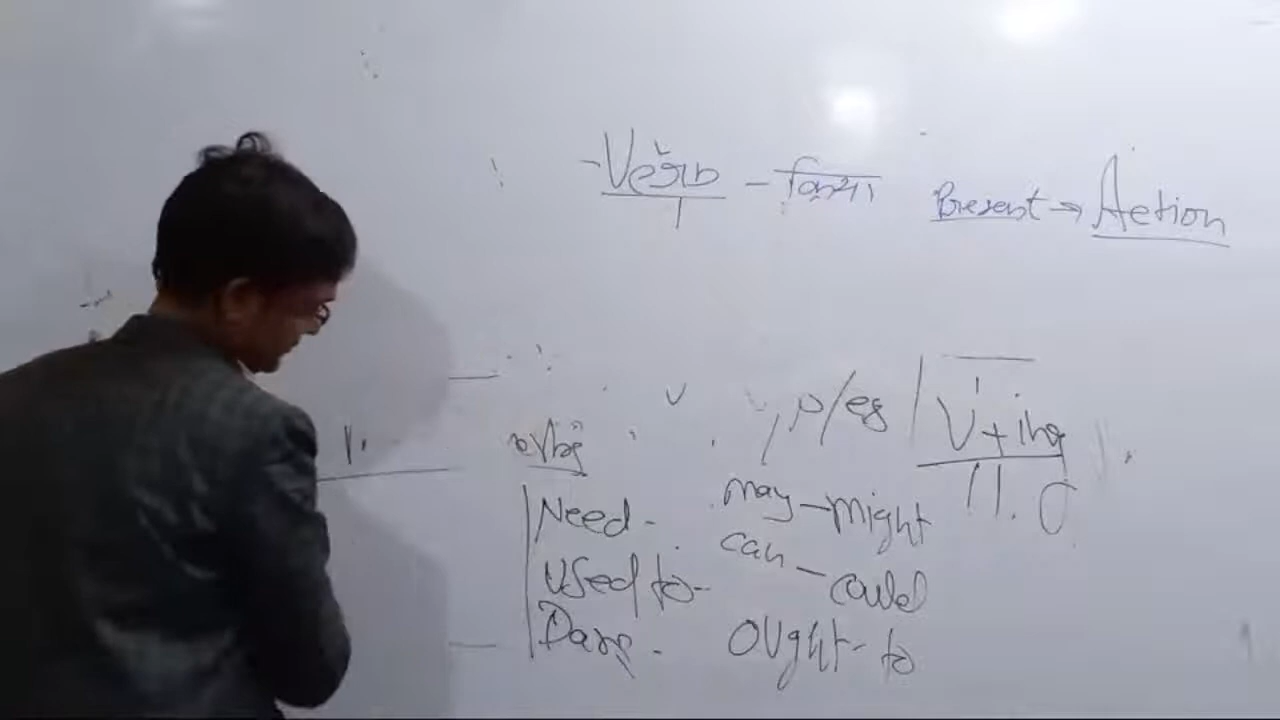 Verb - क्रिया Present → Action
/es V+ing
Need - may - might
Used to - can - could
Dare - Ought - to